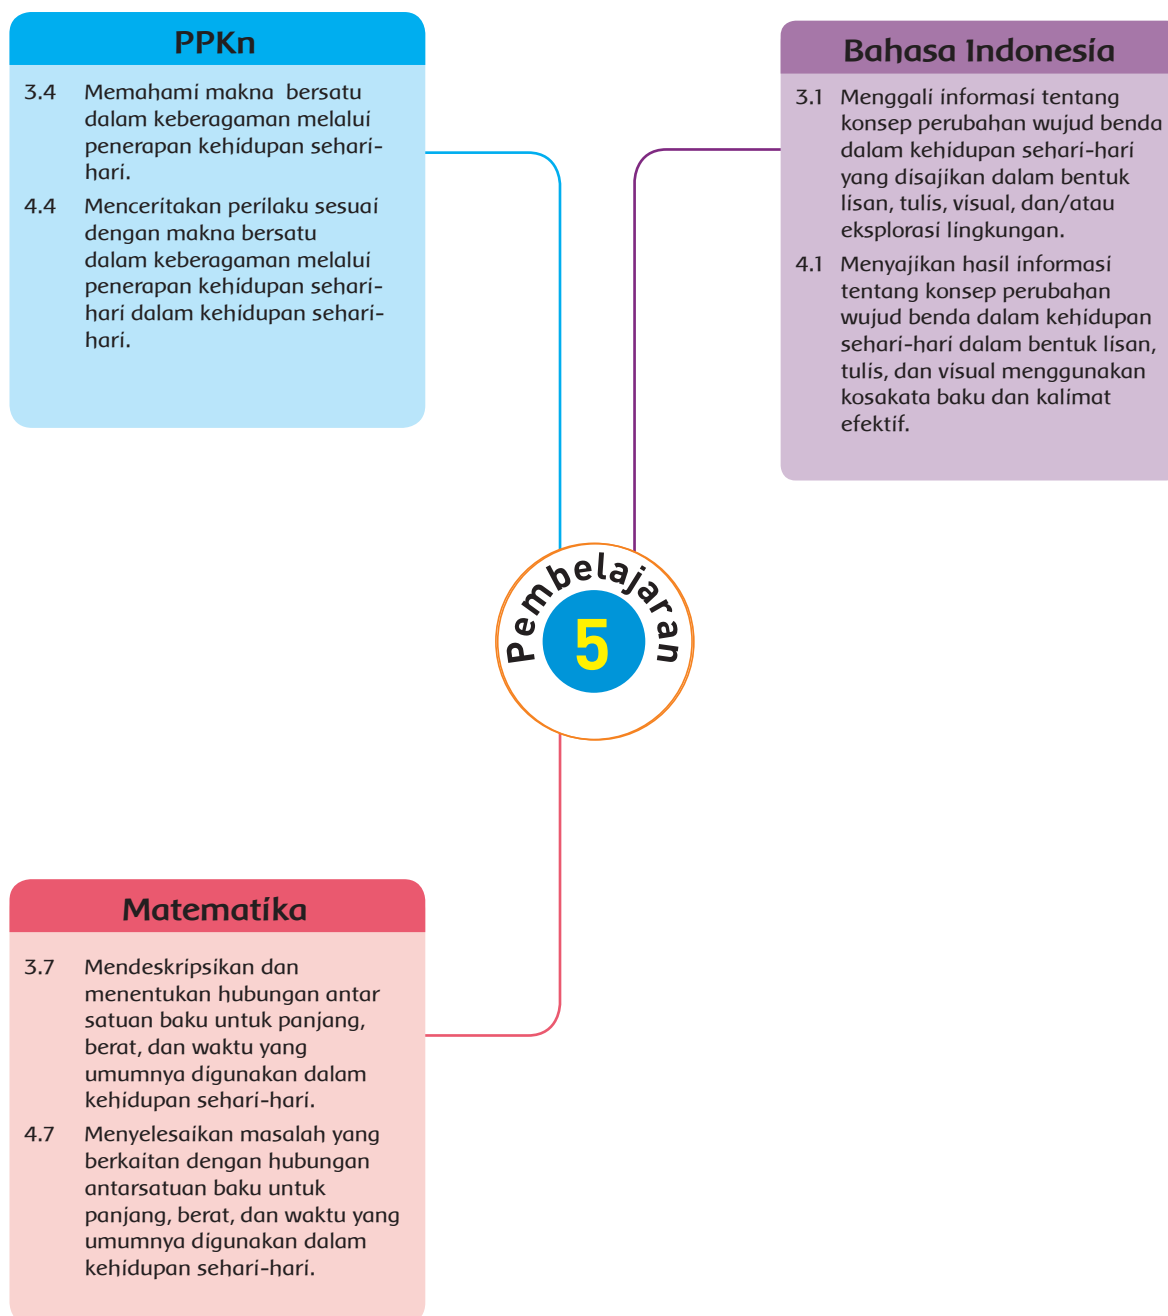 PPKn
3.4 Memahami makna bersatu
dalam keberagaman melalui
penerapan kehidupan sehari-
hari.
4.4 Menceritakan perilaku sesuai
dengan makna bersatu
dalam keberagaman melalui
penerapan kehidupan sehari-
hari dalam kehidupan sehari-
hari.
Bahasa Indonesia
3.1 Menggali informasi tentang
konsep perubahan wujud benda
dalam kehidupan sehari-hari
yang disajikan dalam bentuk
lisan, tulis, visual, dan/atau
eksplorasi lingkungan.
4.1 Menyajikan hasil informasi
tentang konsep perubahan
wujud benda dalam kehidupan
sehari-hari dalam bentuk lisan,
tulis, dan visual menggunakan
kosakata baku dan kalimat
efektif.
Pembelajaran
5
Matematika
3.7 Mendeskripsikan dan
menentukan hubungan antar
satuan baku untuk panjang,
berat, dan waktu yang
umumnya digunakan dalam
kehidupan sehari-hari.
4.7 Menyelesaikan masalah yang
berkaitan dengan hubungan
antarsatuan baku untuk
panjang, berat, dan waktu yang
umumnya digunakan dalam
kehidupan sehari-hari.